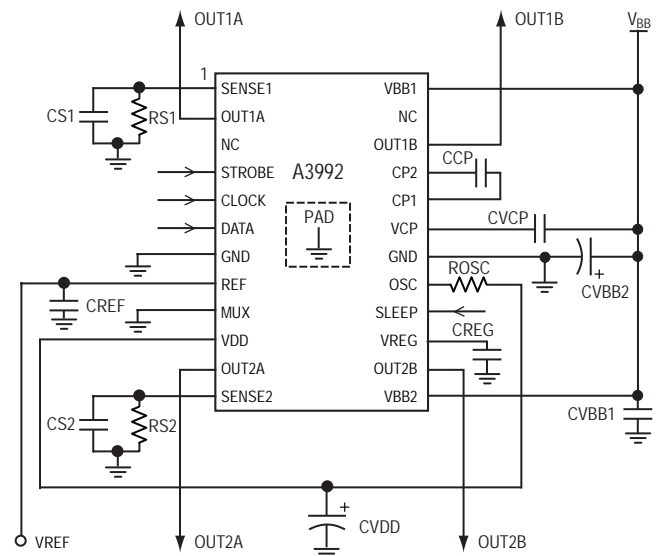 OUT1A
OUT1B
VBB
1
SENSE1
VBB1
CS1
RS1
OUT1A
NC
NC
OUT1B
CCP
STROBE
A3992
CP2
CLOCK
CP1
PAD
DATA
VCP
CVCP
GND
GND
ROSC
REF
OSC
+
CVBB2
CREF
MUX
SLEEP
CREG
VDD
VREG
OUT2A
OUT2B
SENSE2
VBB2
CVBB1
CS2
RS2
+
CVDD
VREF
OUT2A
OUT2B